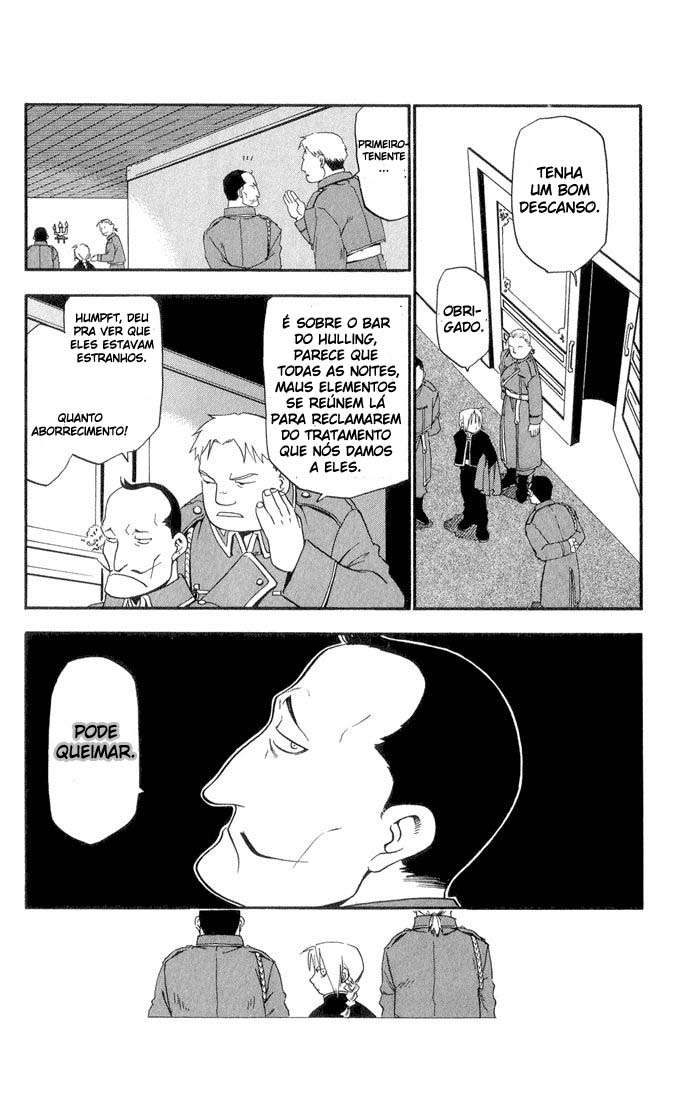 TENHA
UM BOM
DESCANSO.
OBRI-
GADO.
PRIMEIRO-
TENENTE
...
É SOBRE O BAR
DO HULLING,
PARECE QUE
TODAS AS NOITES,
MAUS ELEMENTOS
SE REÚNEM LÁ
PARA RECLAMAREM
DO TRATAMENTO
QUE NÓS DAMOS
A ELES.
HUMPFT, DEU
PRA VER QUE
ELES ESTAVAM
ESTRANHOS.
QUANTO
ABORRECIMENTO!
PODE
QUEIMAR.